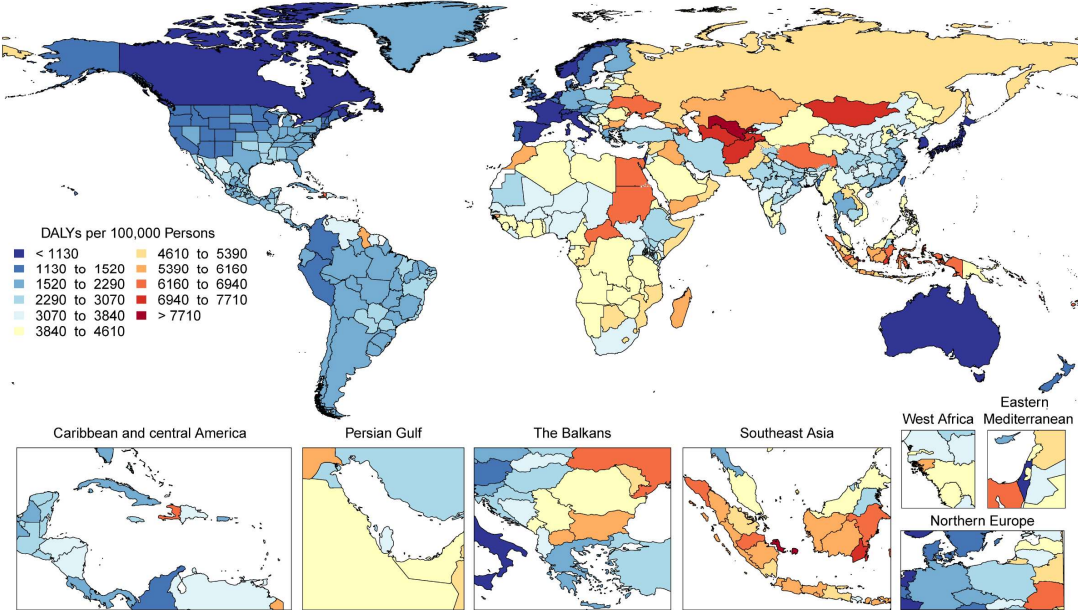 DALYs per 100,000 Persons
< 1130
1130 to 1520
1520 to 2290
2290 to 3070
3070 to 3840
3840 to 4610
4610 to 5390
5390 to 6160
6160 to 6940
6940 to 7710
> 7710
Caribbean and central America
Persian Gulf
The Balkans
Southeast Asia
West Africa
Eastern
Mediterranean
Northern Europe